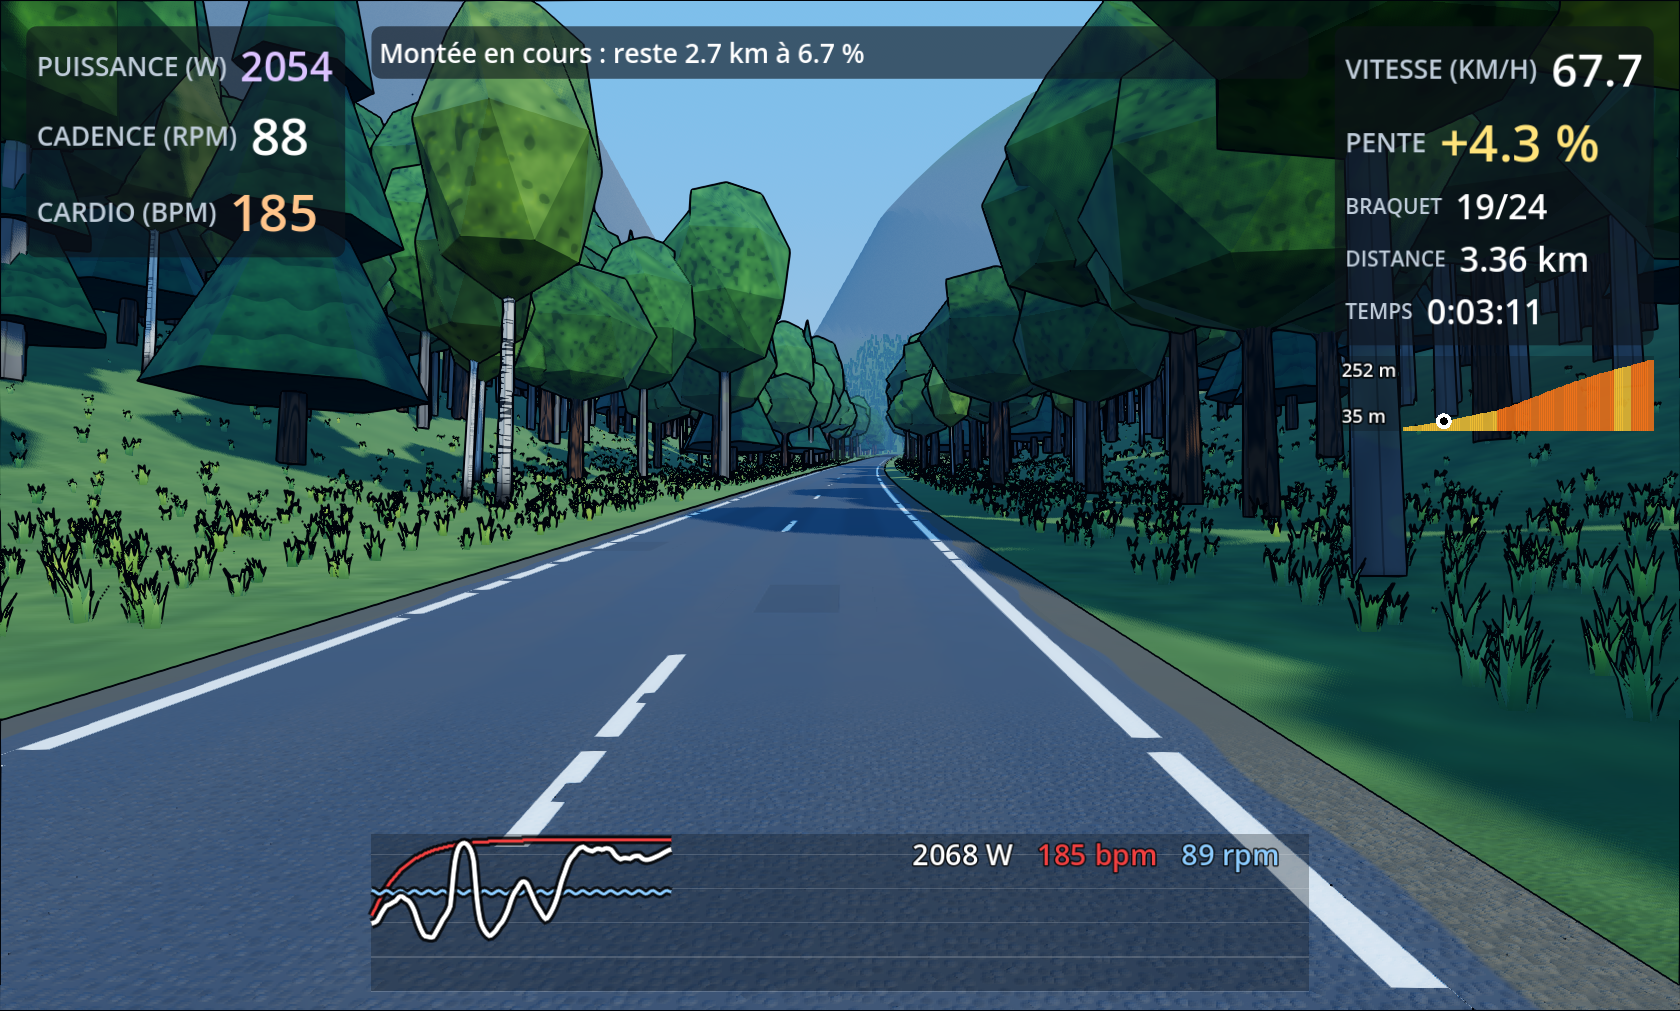 PUISSANCE (W) 2054
CADENCE (RPM) 88
CARDIO (BPM) 185
Montée en cours : reste 2.7 km à 6.7 %
VITESSE (KM/H) 67.7
PENTE +4.3 %
BRAQUET 19/24
DISTANCE 3.36 km
TEMPS 0:03:11
252 m
35 m
2068 W 185 bpm 89 rpm